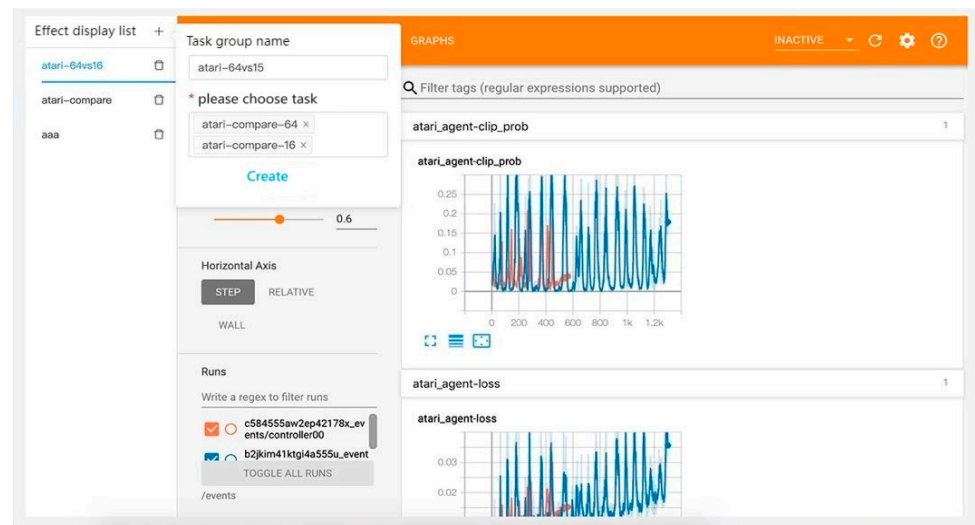 Effect display list +
atari-64vs16
atari-compare
aaa
Task group name
atari-64vs15
* please choose task
atari-compare-64 ×
atari-compare-16 ×
Create
0.6
Horizontal Axis
STEP RELATIVE
WALL
Runs
Write a regex to filter runs
c584555aw2ep42178x_ev
ents/controller00
b2jkim41ktgi4a555u_event
TOGGLE ALL RUNS
/events
GRAPHS
INACTIVE
Filter tags (regular expressions supported)
atari_agent-clip_prob 1
atari_agent-clip_prob
0.25
0.2
0.15
0.1
0.05
0
0 200 400 600 800 1k 1.2k
atari_agent-loss 1
atari_agent-loss
0.03
0.02